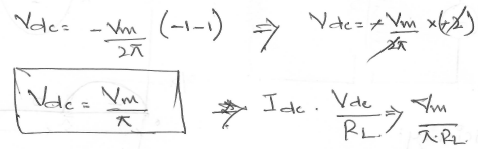 Vdc = -Vm/2π (-1-1) ⇒ Vdc = +Vm/2π × (+2)
Vdc = Vm/π ⇒ Idc · Vdc/RL ⇒ Vm/π·RL